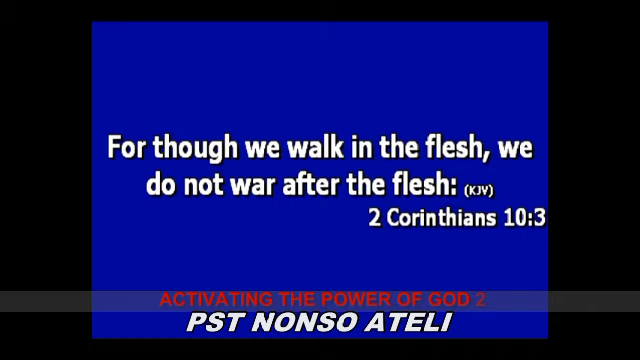 For though we walk in the flesh, we
do not war after the flesh: (KJV)
2 Corinthians 10:3
ACTIVATING THE POWER OF GOD 2
PST NONSO ATELI